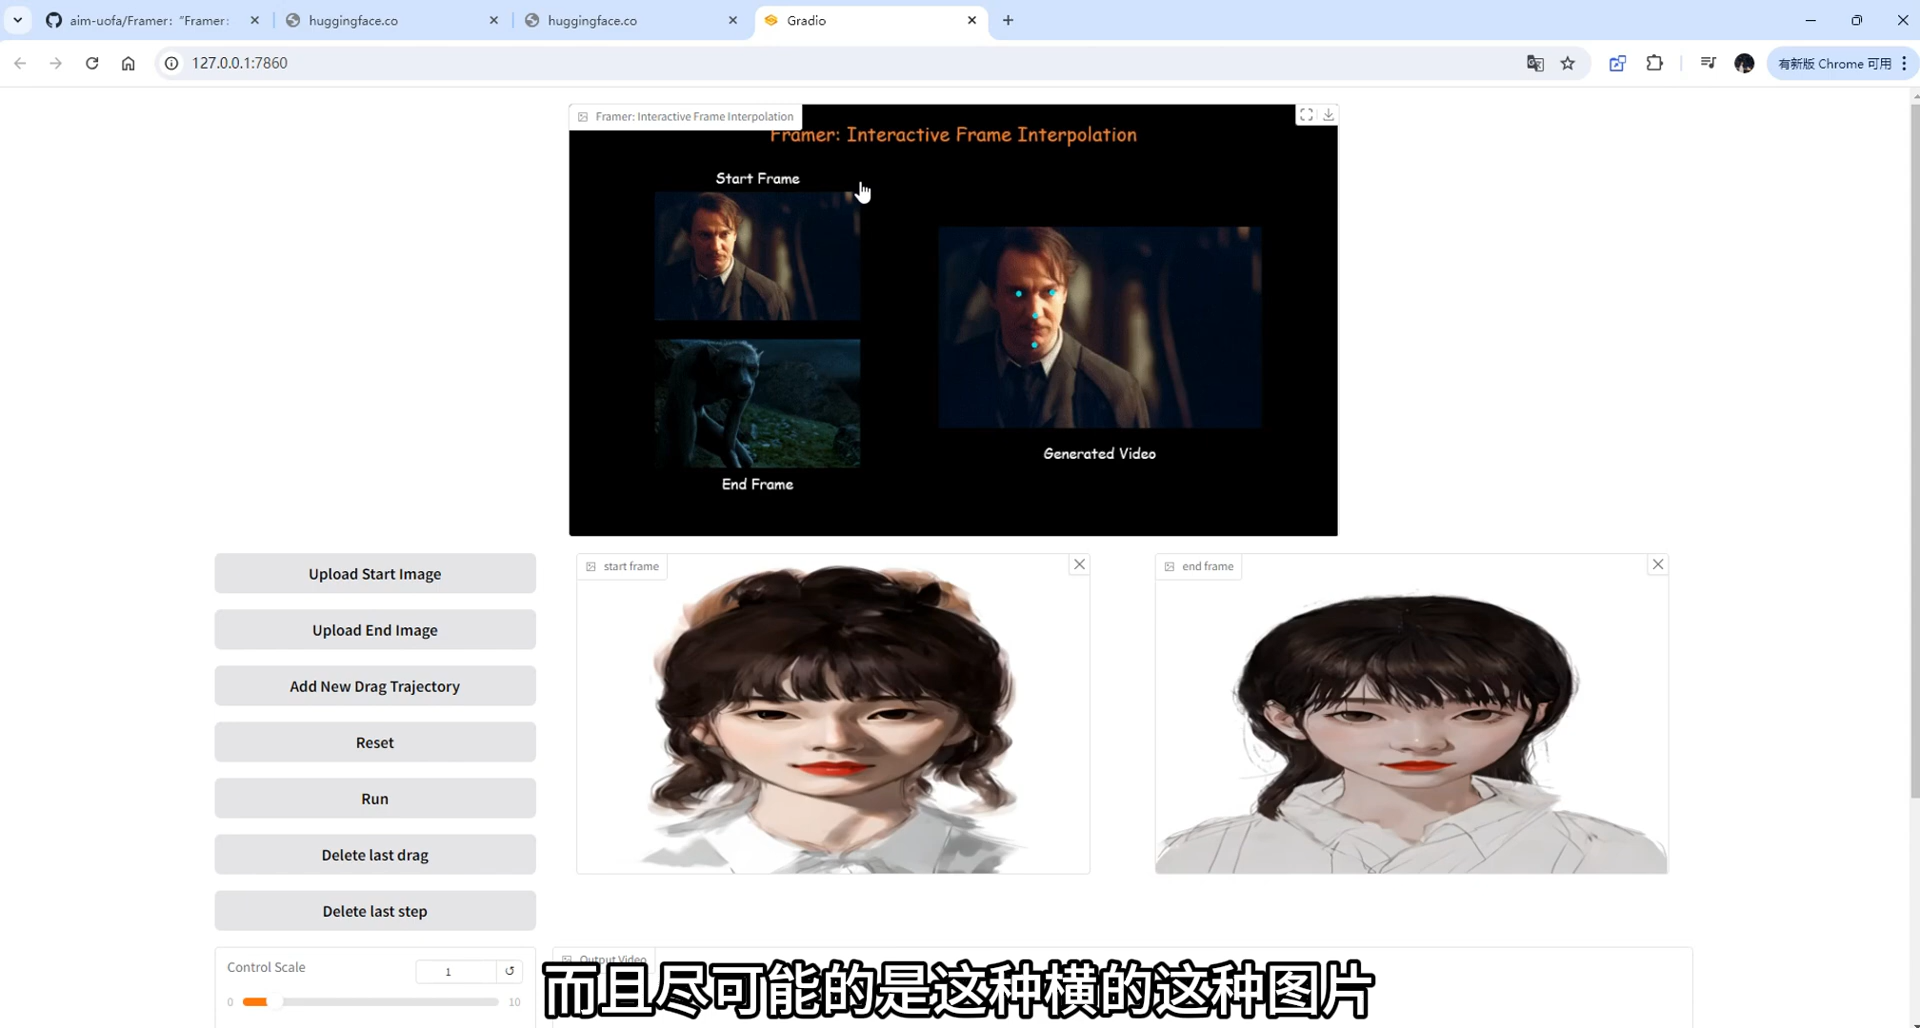 aim-uofa/Framer: "Framer:
huggingface.co
huggingface.co
Gradio
127.0.0.1:7860
有新版 Chrome 可用
Framer: Interactive Frame Interpolation
Framer: Interactive Frame Interpolation
Start Frame
End Frame
Generated Video
Upload Start Image
Upload End Image
Add New Drag Trajectory
Reset
Run
Delete last drag
Delete last step
start frame
end frame
Control Scale
1
0
10
Output Video
而且尽可能的是这种横的这种图片